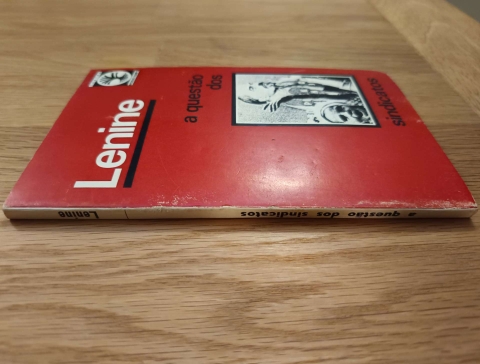 Lenine
a questão
dos
sindicatos
Lenine
a questão dos sindicatos